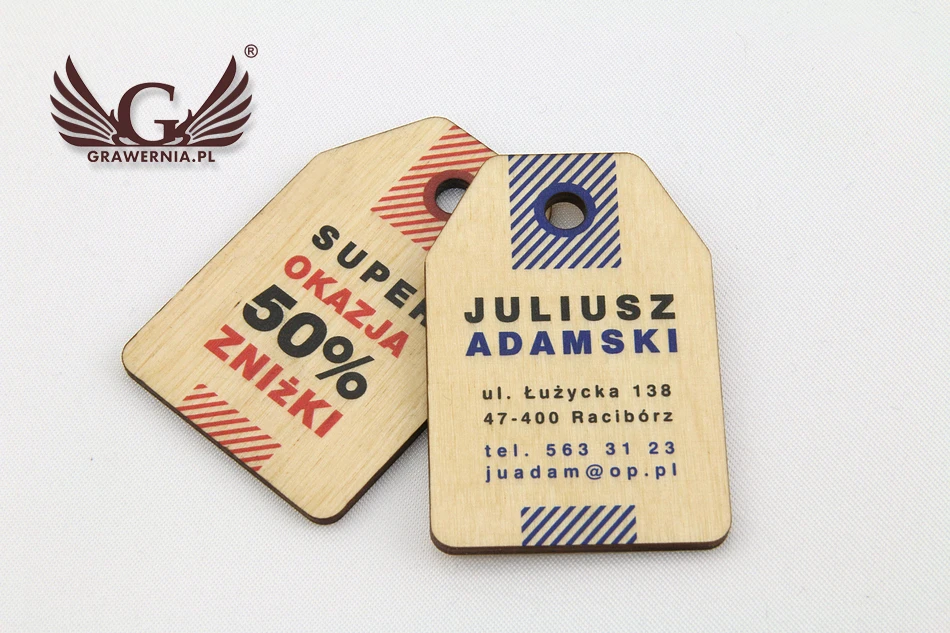 G ®
GRAWERNIA.PL
SUPER
OKAZJA
50%
ZNIżKI
JULIUSZ
ADAMSKI
ul. Łużycka 138
47-400 Racibórz
tel. 563 31 23
juadam@op.pl